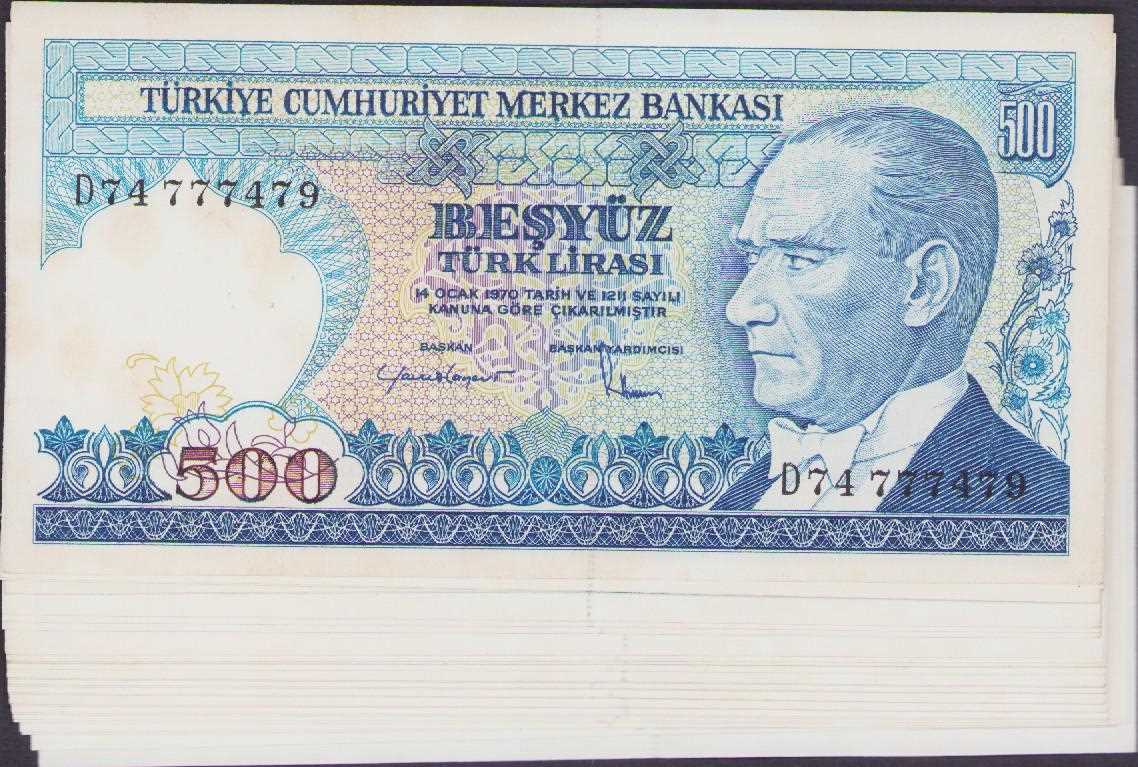 TÜRKİYE CUMHURİYET MERKEZ BANKASI
500
D74 777479
BEŞYÜZ
TÜRK LİRASI
14 OCAK 1970 TARİH VE 1211 SAYILI
KANUNA GÖRE ÇIKARILMIŞTIR
BAŞKAN BAŞKAN YARDIMCISI
500
D74 777479